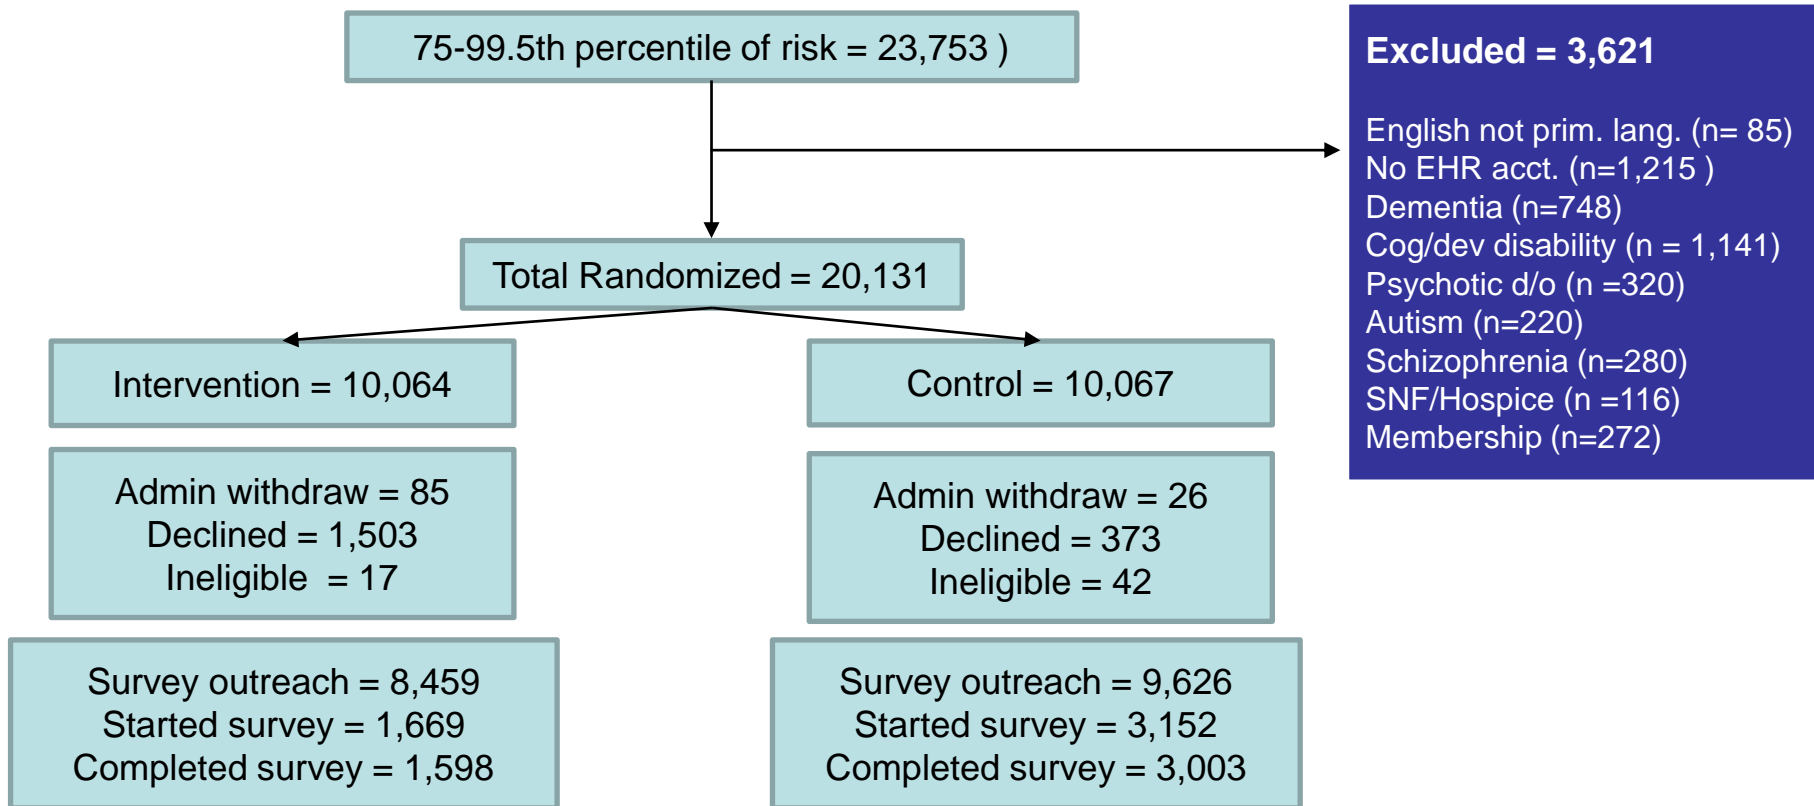 75-99.5th percentile of risk = 23,753 )
Excluded = 3,621
English not prim. lang. (n= 85)
No EHR acct. (n=1,215 )
Dementia (n=748)
Cog/dev disability (n = 1,141)
Psychotic d/o (n =320)
Autism (n=220)
Schizophrenia (n=280)
SNF/Hospice (n =116)
Membership (n=272)
Total Randomized = 20,131
Intervention = 10,064
Control = 10,067
Admin withdraw = 85
Declined = 1,503
Ineligible  = 17
Admin withdraw = 26
Declined = 373
Ineligible = 42
Survey outreach = 8,459
Started survey = 1,669
Completed survey = 1,598
Survey outreach = 9,626
Started survey = 3,152
Completed survey = 3,003